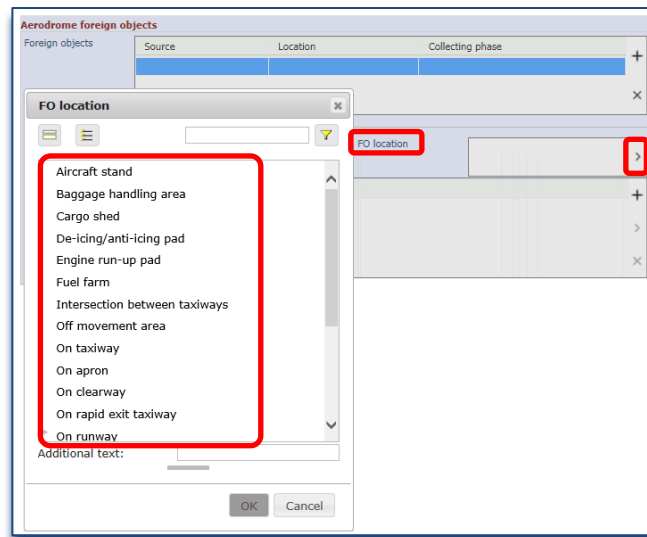 Aerodrome foreign objects
Foreign objects
Source Location Collecting phase
FO location
FO location
Aircraft stand
Baggage handling area
Cargo shed
De-icing/anti-icing pad
Engine run-up pad
Fuel farm
Intersection between taxiways
Off movement area
On taxiway
On apron
On clearway
On rapid exit taxiway
On runway
Additional text:
OK Cancel